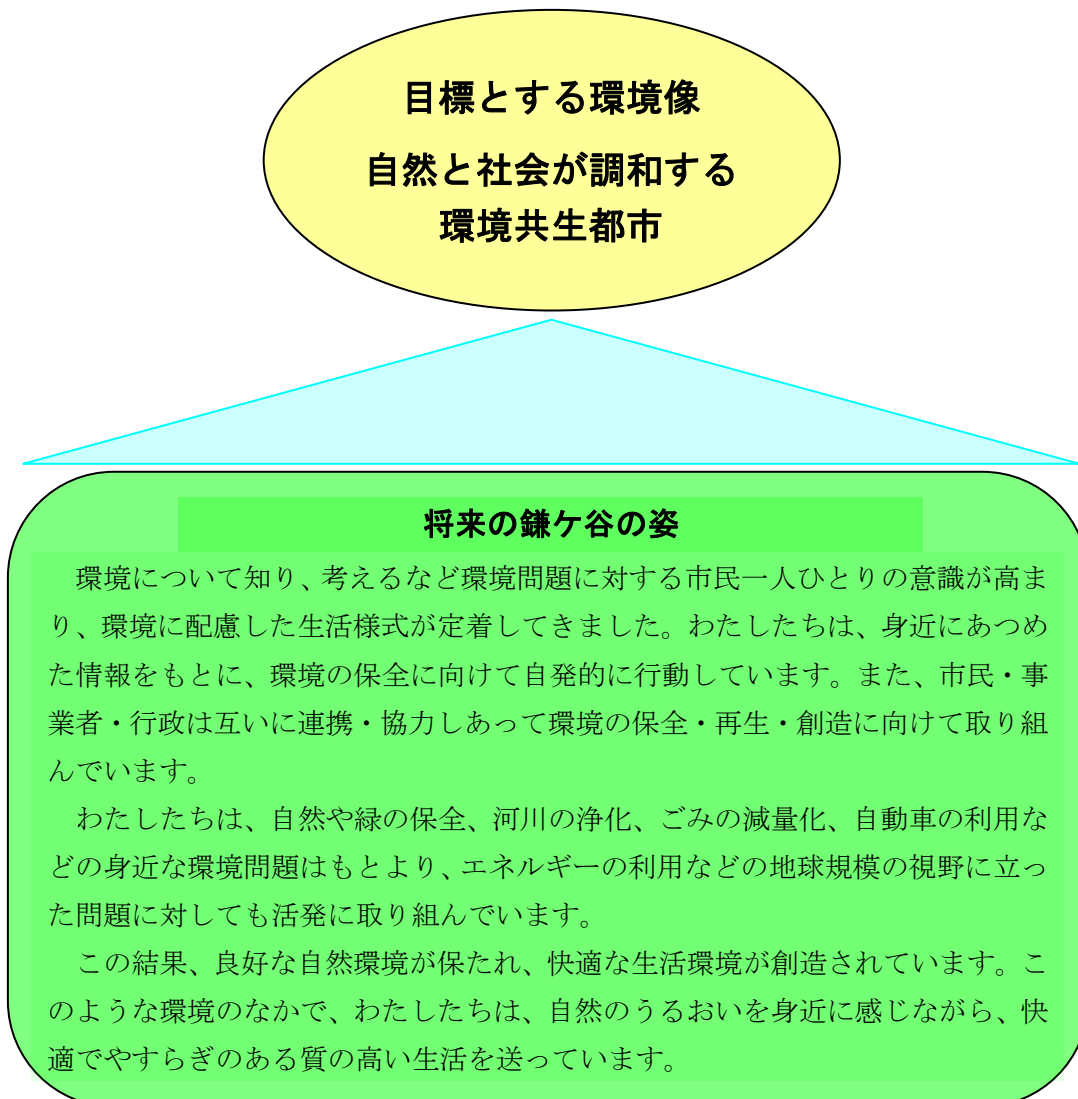 目標とする環境像
自然と社会が調和する
環境共生都市
将来の鎌ケ谷の姿
　環境について知り、考えるなど環境問題に対する市民一人ひとりの意識が高ま
り、環境に配慮した生活様式が定着してきました。わたしたちは、身近にあつめ
た情報をもとに、環境の保全に向けて自発的に行動しています。また、市民・事
業者・行政は互いに連携・協力しあって環境の保全・再生・創造に向けて取り組
んでいます。
　わたしたちは、自然や緑の保全、河川の浄化、ごみの減量化、自動車の利用な
どの身近な環境問題はもとより、エネルギーの利用などの地球規模の視野に立っ
た問題に対しても活発に取り組んでいます。
　この結果、良好な自然環境が保たれ、快適な生活環境が創造されています。こ
のような環境のなかで、わたしたちは、自然のうるおいを身近に感じながら、快
適でやすらぎのある質の高い生活を送っています。